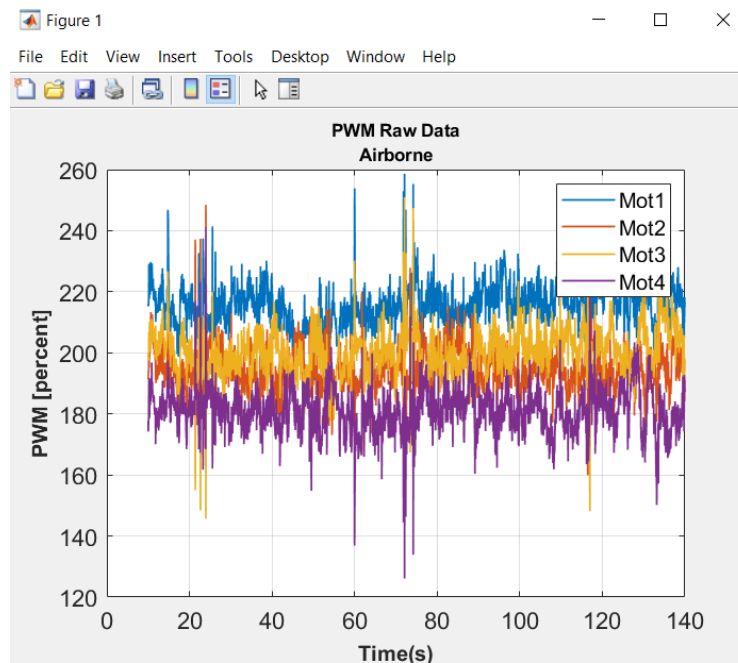 Figure 1
File Edit View Insert Tools Desktop Window Help
PWM Raw Data
Airborne
260
240
220
200
180
160
140
120
PWM [percent]
Mot1
Mot2
Mot3
Mot4
0 20 40 60 80 100 120 140
Time(s)